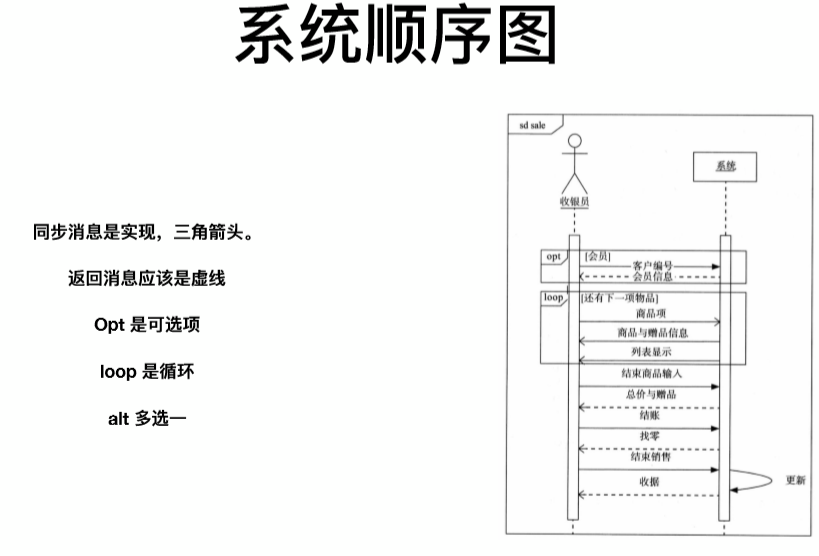 系统顺序图
同步消息是实现，三角箭头。
返回消息应该是虚线
Opt 是可选项
loop 是循环
alt 多选一
sd sale
收银员
系统
opt
[会员]
客户编号
会员信息
loop
[还有下一项物品]
商品项
商品与赠品信息
列表显示
结束商品输入
总价与赠品
结账
找零
结束销售
更新
收据